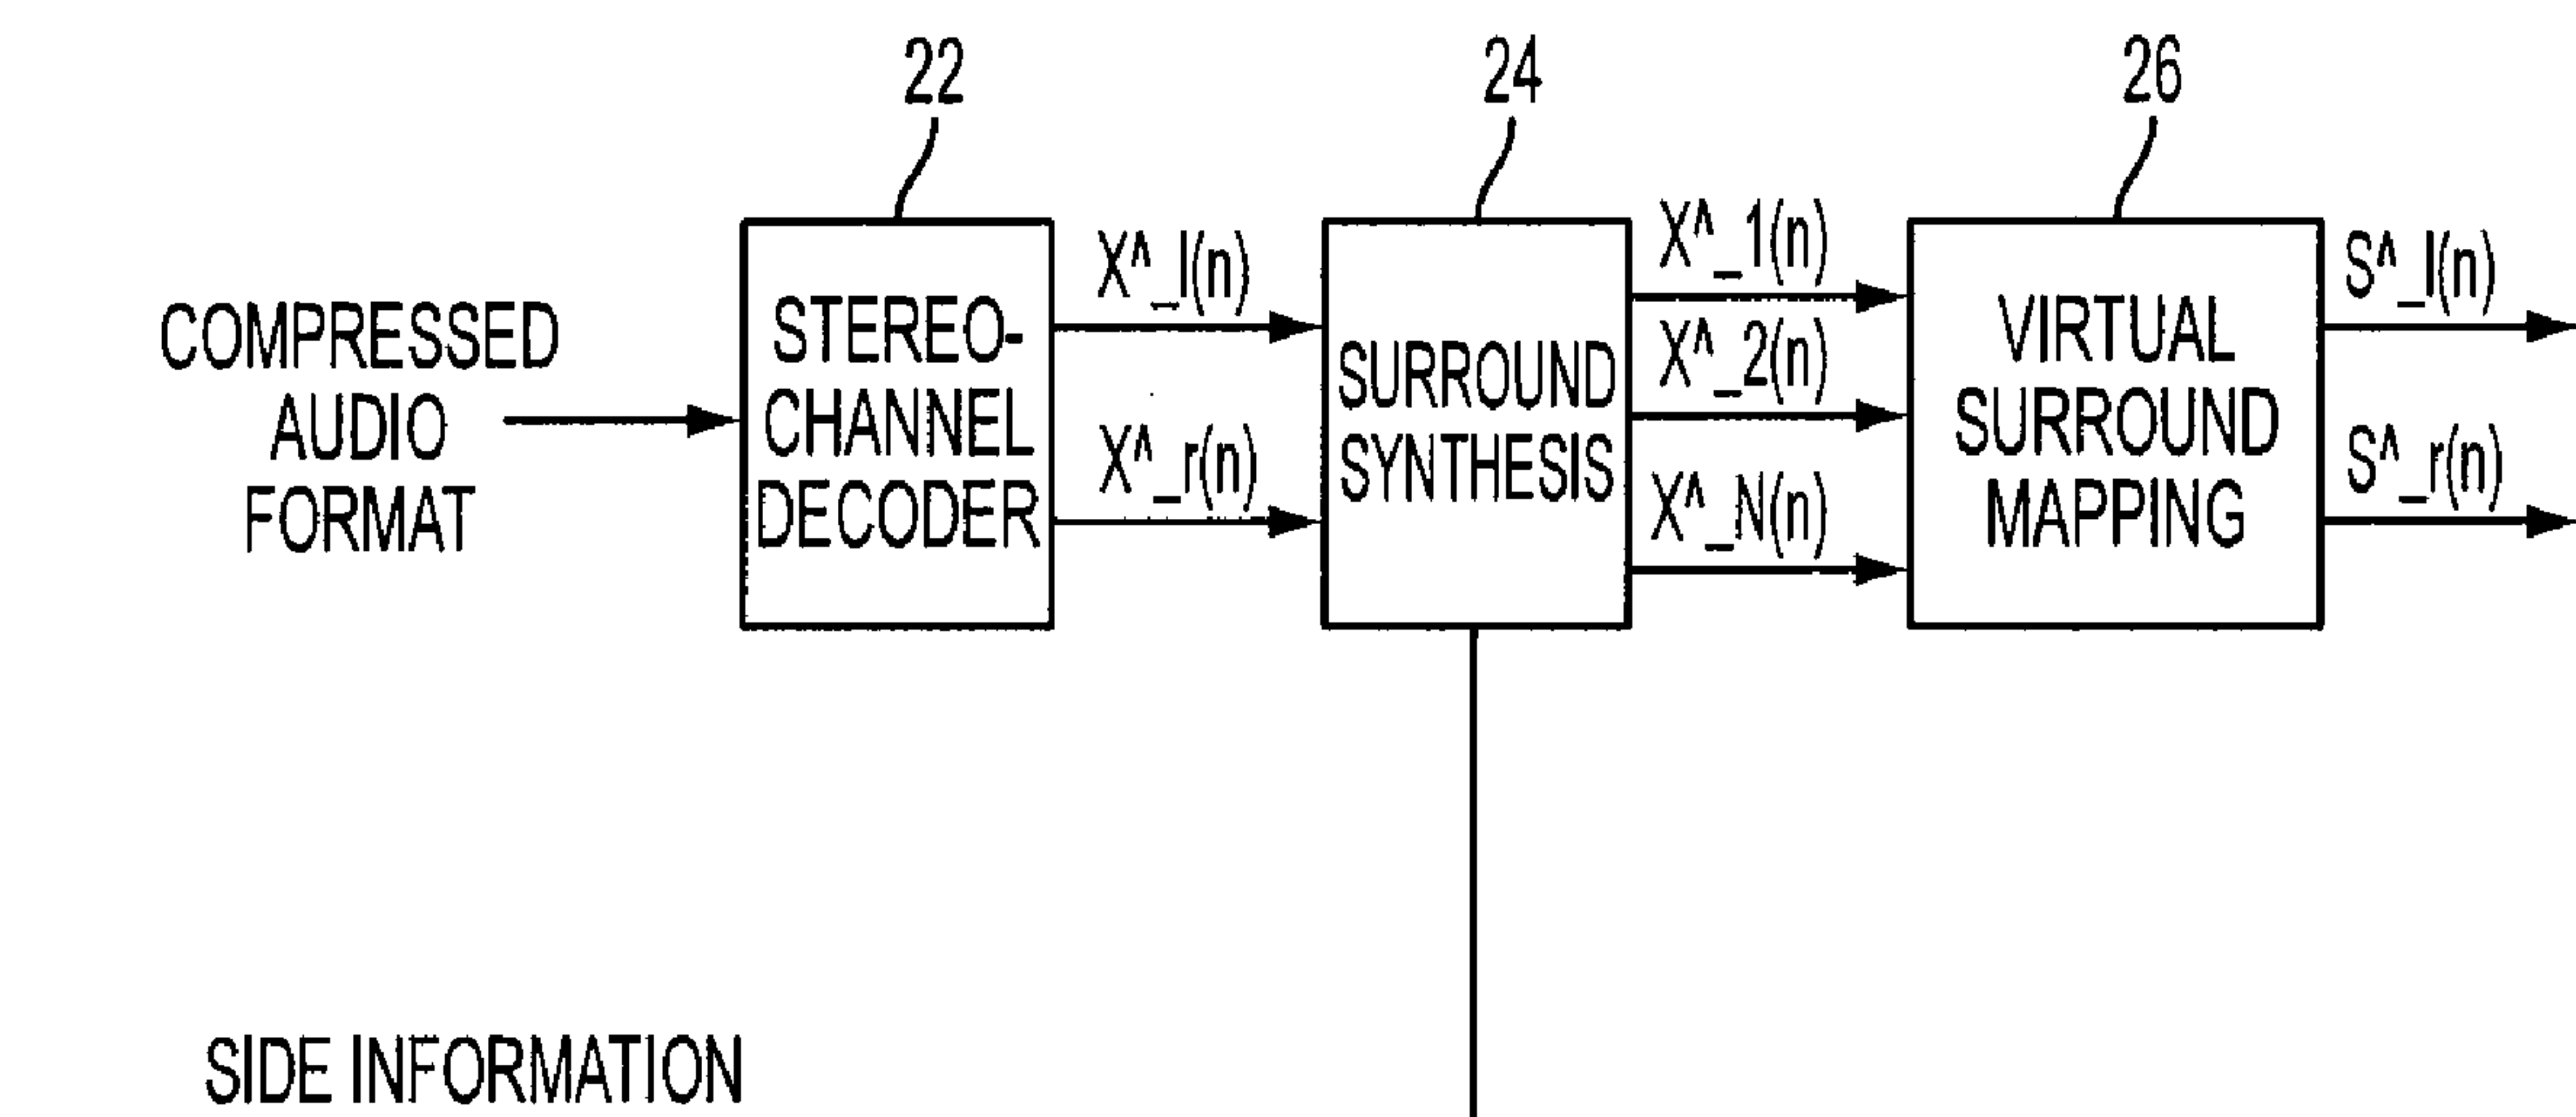 22
24
26
COMPRESSED
AUDIO
FORMAT
STEREO-
CHANNEL
DECODER
X^_l(n)
X^_r(n)
SURROUND
SYNTHESIS
X^_1(n)
X^_2(n)
X^_N(n)
VIRTUAL
SURROUND
MAPPING
S^_l(n)
S^_r(n)
SIDE INFORMATION